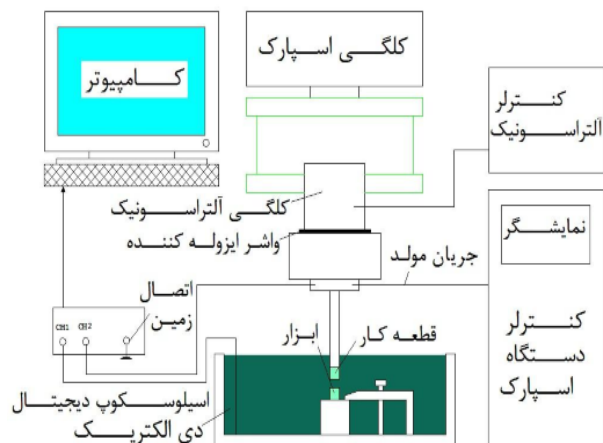 کامپیوتر
کلگی اسپارک
کنترلر
آلتراسونیک
کلگی آلتراسونیک
واشر ایزوله کننده
نمایشگر
جریان مولد
اتصال
زمین
CH1 CH2
کنترلر
دستگاه
اسپارک
قطعه کار
ابزار
اسیلوسکوپ دیجیتال
دی الکتریک